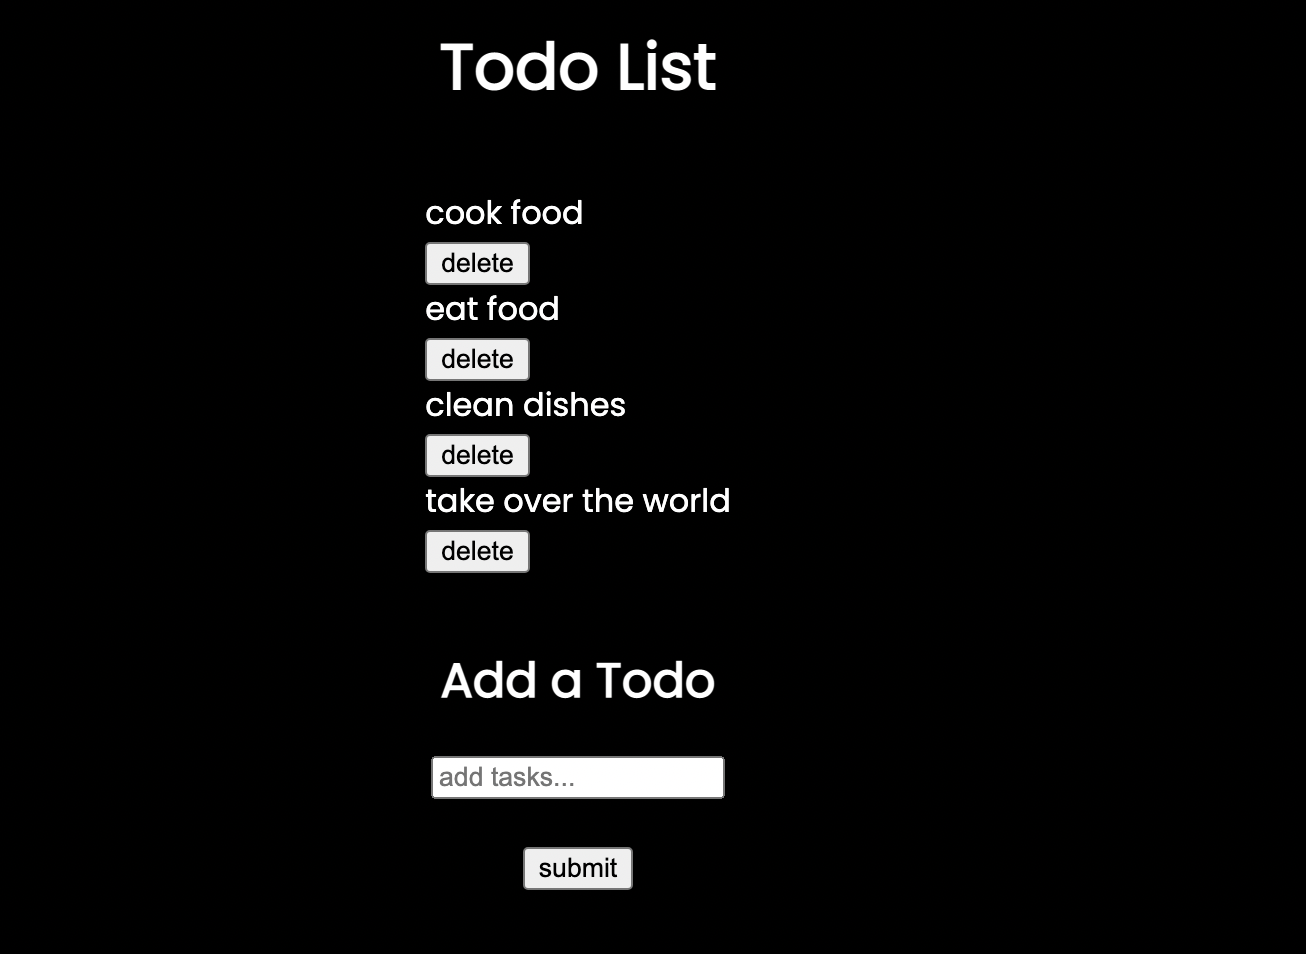 Todo List
cook food
delete
eat food
delete
clean dishes
delete
take over the world
delete
Add a Todo
add tasks...
submit